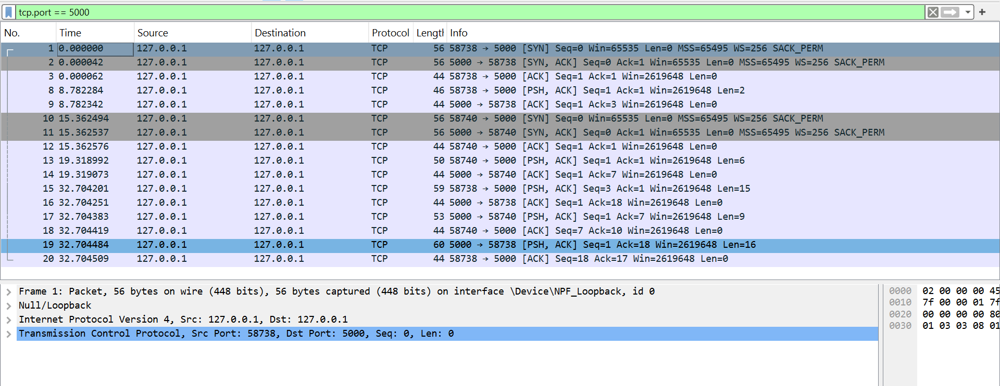 tcp.port == 5000
No. Time Source Destination Protocol Length Info
1 0.000000 127.0.0.1 127.0.0.1 TCP 56 58738 → 5000 [SYN] Seq=0 Win=65535 Len=0 MSS=65495 WS=256 SACK_PERM
2 0.000042 127.0.0.1 127.0.0.1 TCP 56 5000 → 58738 [SYN, ACK] Seq=0 Ack=1 Win=65535 Len=0 MSS=65495 WS=256 SACK_PERM
3 0.000062 127.0.0.1 127.0.0.1 TCP 44 58738 → 5000 [ACK] Seq=1 Ack=1 Win=2619648 Len=0
8 8.782284 127.0.0.1 127.0.0.1 TCP 46 58738 → 5000 [PSH, ACK] Seq=1 Ack=1 Win=2619648 Len=2
9 8.782342 127.0.0.1 127.0.0.1 TCP 44 5000 → 58738 [ACK] Seq=1 Ack=3 Win=2619648 Len=0
10 15.362494 127.0.0.1 127.0.0.1 TCP 56 58740 → 5000 [SYN] Seq=0 Win=65535 Len=0 MSS=65495 WS=256 SACK_PERM
11 15.362537 127.0.0.1 127.0.0.1 TCP 56 5000 → 58740 [SYN, ACK] Seq=0 Ack=1 Win=65535 Len=0 MSS=65495 WS=256 SACK_PERM
12 15.362576 127.0.0.1 127.0.0.1 TCP 44 58740 → 5000 [ACK] Seq=1 Ack=1 Win=2619648 Len=0
13 19.318992 127.0.0.1 127.0.0.1 TCP 50 58740 → 5000 [PSH, ACK] Seq=1 Ack=1 Win=2619648 Len=6
14 19.319073 127.0.0.1 127.0.0.1 TCP 44 5000 → 58740 [ACK] Seq=1 Ack=7 Win=2619648 Len=0
15 32.704201 127.0.0.1 127.0.0.1 TCP 59 58738 → 5000 [PSH, ACK] Seq=3 Ack=1 Win=2619648 Len=15
16 32.704251 127.0.0.1 127.0.0.1 TCP 44 5000 → 58738 [ACK] Seq=1 Ack=18 Win=2619648 Len=0
17 32.704383 127.0.0.1 127.0.0.1 TCP 53 5000 → 58740 [PSH, ACK] Seq=1 Ack=7 Win=2619648 Len=9
18 32.704419 127.0.0.1 127.0.0.1 TCP 44 58740 → 5000 [ACK] Seq=7 Ack=10 Win=2619648 Len=0
19 32.704484 127.0.0.1 127.0.0.1 TCP 60 5000 → 58738 [PSH, ACK] Seq=1 Ack=18 Win=2619648 Len=16
20 32.704509 127.0.0.1 127.0.0.1 TCP 44 58738 → 5000 [ACK] Seq=18 Ack=17 Win=2619648 Len=0
Frame 1: Packet, 56 bytes on wire (448 bits), 56 bytes captured (448 bits) on interface \Device\NPF_Loopback, id 0
Null/Loopback
Internet Protocol Version 4, Src: 127.0.0.1, Dst: 127.0.0.1
Transmission Control Protocol, Src Port: 58738, Dst Port: 5000, Seq: 0, Len: 0
0000 02 00 00 00 45
0010 7f 00 00 01 7f
0020 00 00 00 00 80
0030 01 03 03 08 01